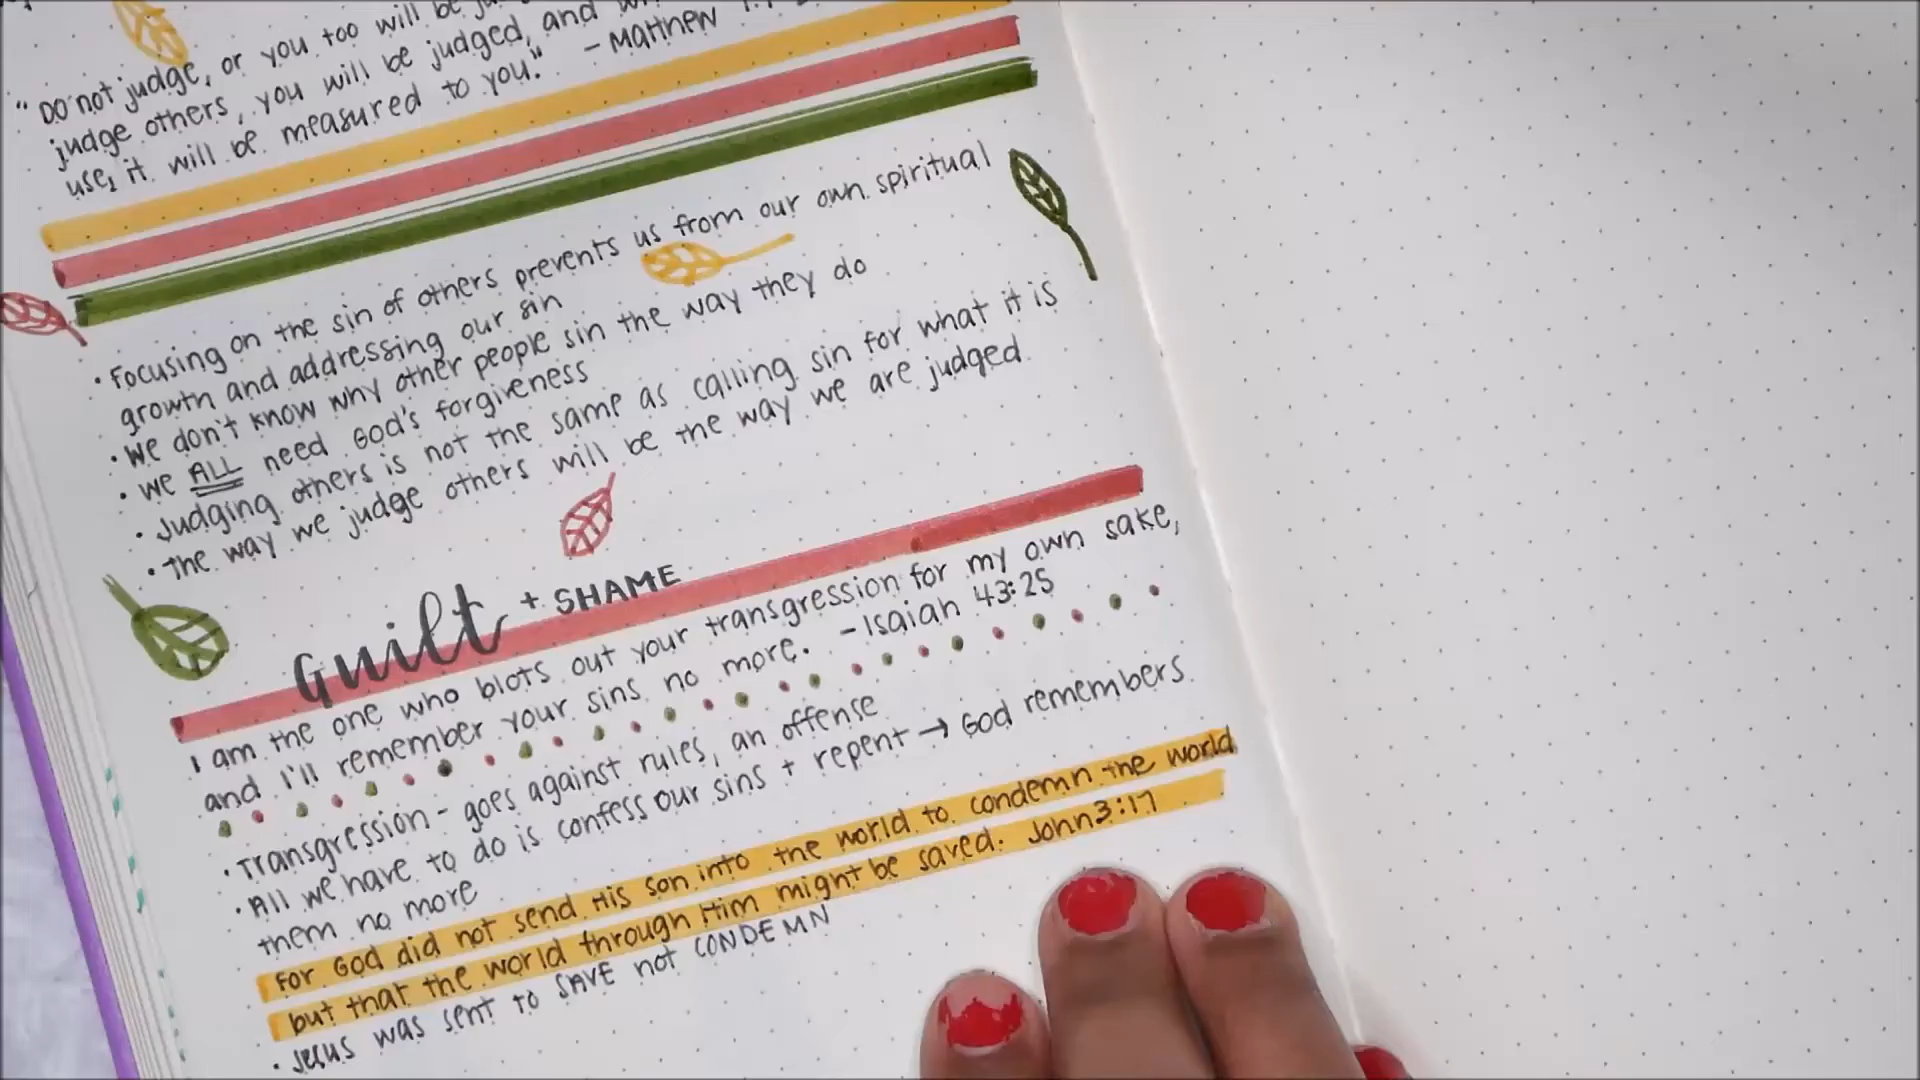 "Do not judge, or you too will be
judge others, you will be judged, and
use, it will be measured to you." - Matthew
• Focusing on the sin of others prevents us from our own spiritual
growth and addressing our sin
• We don't know why other people sin the way they do
• We ALL need God's forgiveness
• Judging others is not the same as calling sin for what it is
• The way we judge others will be the way we are judged
Guilt + SHAME
I am the one who blots out your transgression for my own sake,
and I'll remember your sins no more. - Isaiah 43:25
• Transgression - goes against rules, an offense
• All we have to do is confess our sins + repent → God remembers
them no more
For God did not send His son into the world to condemn the world
but that the world through Him might be saved. John 3:17
• Jesus was sent to SAVE not CONDEMN